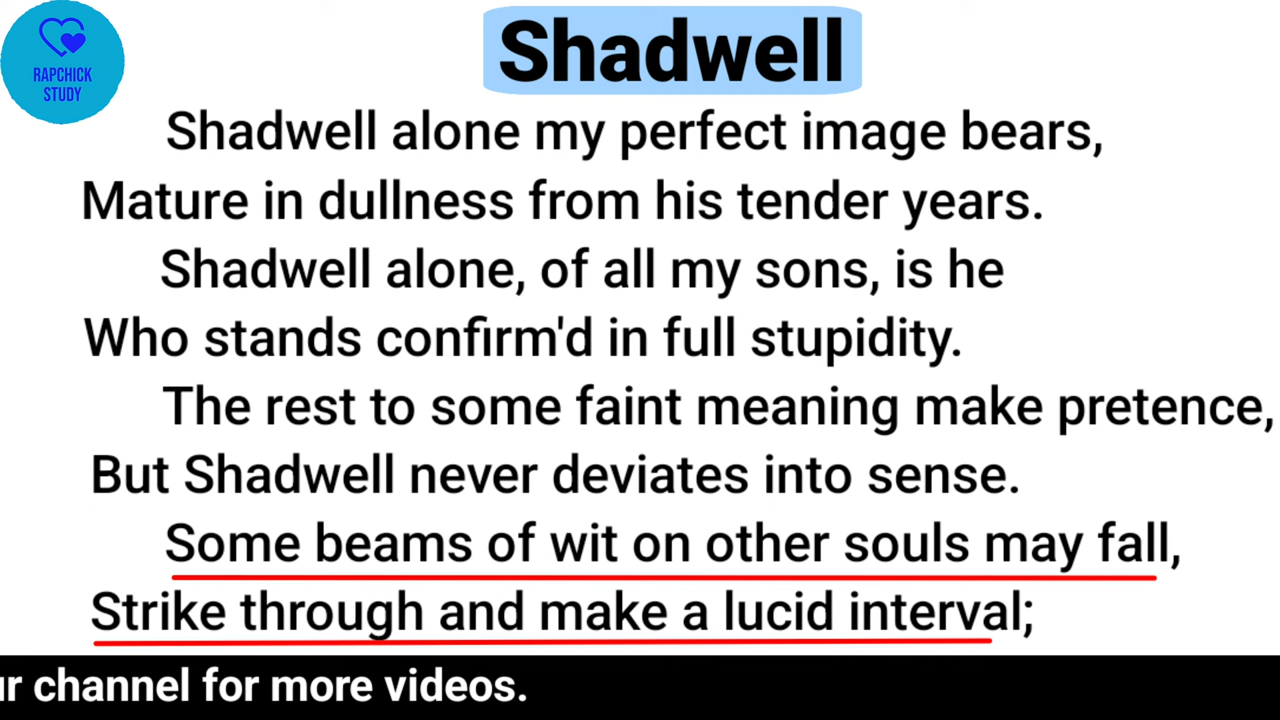 RAPCHICK
STUDY
Shadwell
Shadwell alone my perfect image bears,
Mature in dullness from his tender years.
Shadwell alone, of all my sons, is he
Who stands confirm'd in full stupidity.
The rest to some faint meaning make pretence,
But Shadwell never deviates into sense.
Some beams of wit on other souls may fall,
Strike through and make a lucid interval;
channel for more videos.